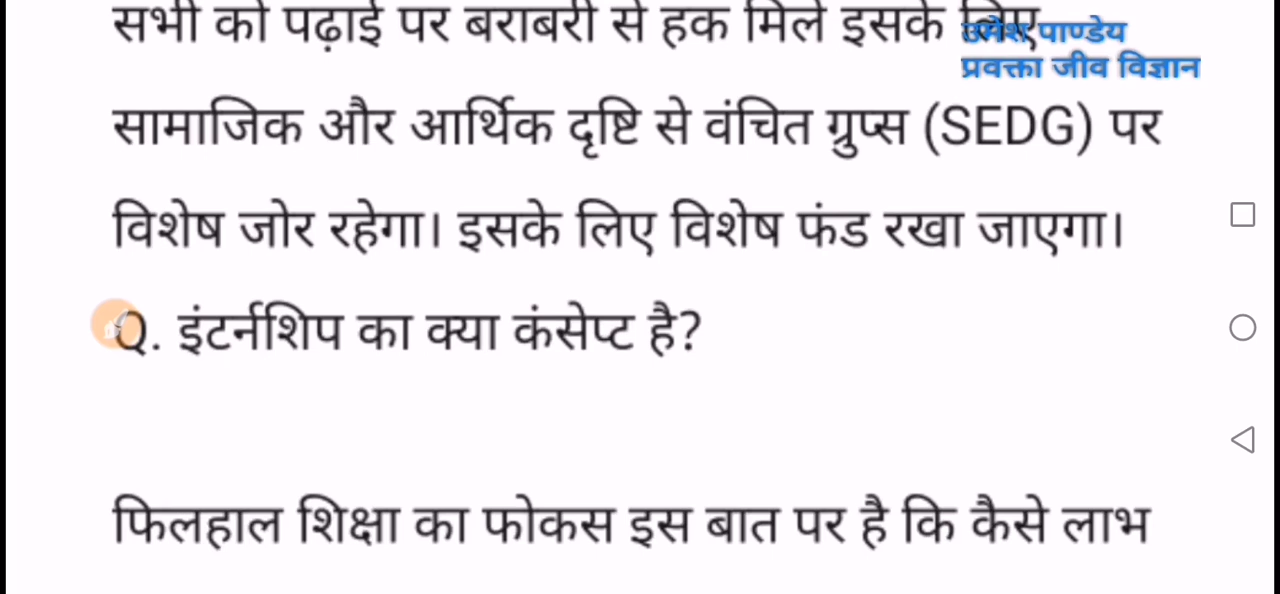 सभी को पढ़ाई पर बराबरी से हक मिले इसके लिए
उमेश पाण्डेय
प्रवक्ता जीव विज्ञान
सामाजिक और आर्थिक दृष्टि से वंचित ग्रुप्स (SEDG) पर
विशेष जोर रहेगा। इसके लिए विशेष फंड रखा जाएगा।
Q. इंटर्नशिप का क्या कंसेप्ट है?
फिलहाल शिक्षा का फोकस इस बात पर है कि कैसे लाभ